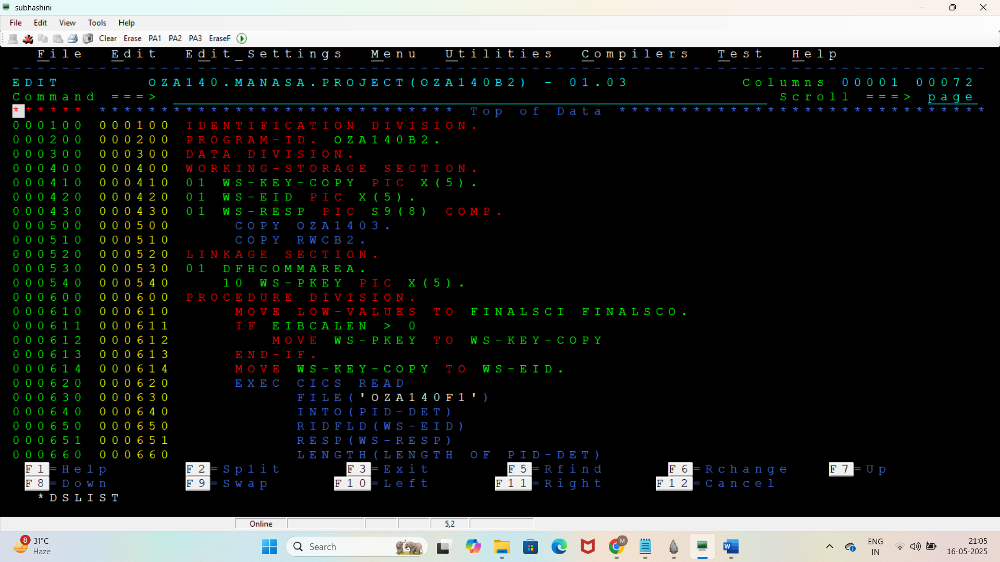 subhashini
File Edit View Tools Help
Clear Erase PA1 PA2 PA3 EraseF
File Edit Edit_Settings Menu Utilities Compilers Test Help
--------------------------------------------------------------------------------
EDIT OZA140.MANASA.PROJECT(OZA140B2) - 01.03 Columns 00001 00072
Command ===> Scroll ===> page
****** ***************************** Top of Data ******************************
000100 000100 IDENTIFICATION DIVISION.
000200 000200 PROGRAM-ID. OZA140B2.
000300 000300 DATA DIVISION.
000400 000400 WORKING-STORAGE SECTION.
000410 000410 01 WS-KEY-COPY PIC X(5).
000420 000420 01 WS-EID PIC X(5).
000430 000430 01 WS-RESP PIC S9(8) COMP.
000500 000500 COPY OZA1403.
000510 000510 COPY RWCB2.
000520 000520 LINKAGE SECTION.
000530 000530 01 DFHCOMMAREA.
000540 000540 10 WS-PKEY PIC X(5).
000600 000600 PROCEDURE DIVISION.
000610 000610 MOVE LOW-VALUES TO FINALSCI FINALSCO.
000611 000611 IF EIBCALEN > 0
000612 000612 MOVE WS-PKEY TO WS-KEY-COPY
000613 000613 END-IF.
000614 000614 MOVE WS-KEY-COPY TO WS-EID.
000620 000620 EXEC CICS READ
000630 000630 FILE('OZA140F1')
000640 000640 INTO(PID-DET)
000650 000650 RIDFLD(WS-EID)
000651 000651 RESP(WS-RESP)
000660 000660 LENGTH(LENGTH OF PID-DET)
F1=Help F2=Split F3=Exit F5=Rfind F6=Rchange F7=Up
F8=Down F9=Swap F10=Left F11=Right F12=Cancel
*DSLIST
Online 5,2
8 31°C
Haze
Search
M
W
ENG
IN
21:05
16-05-2025